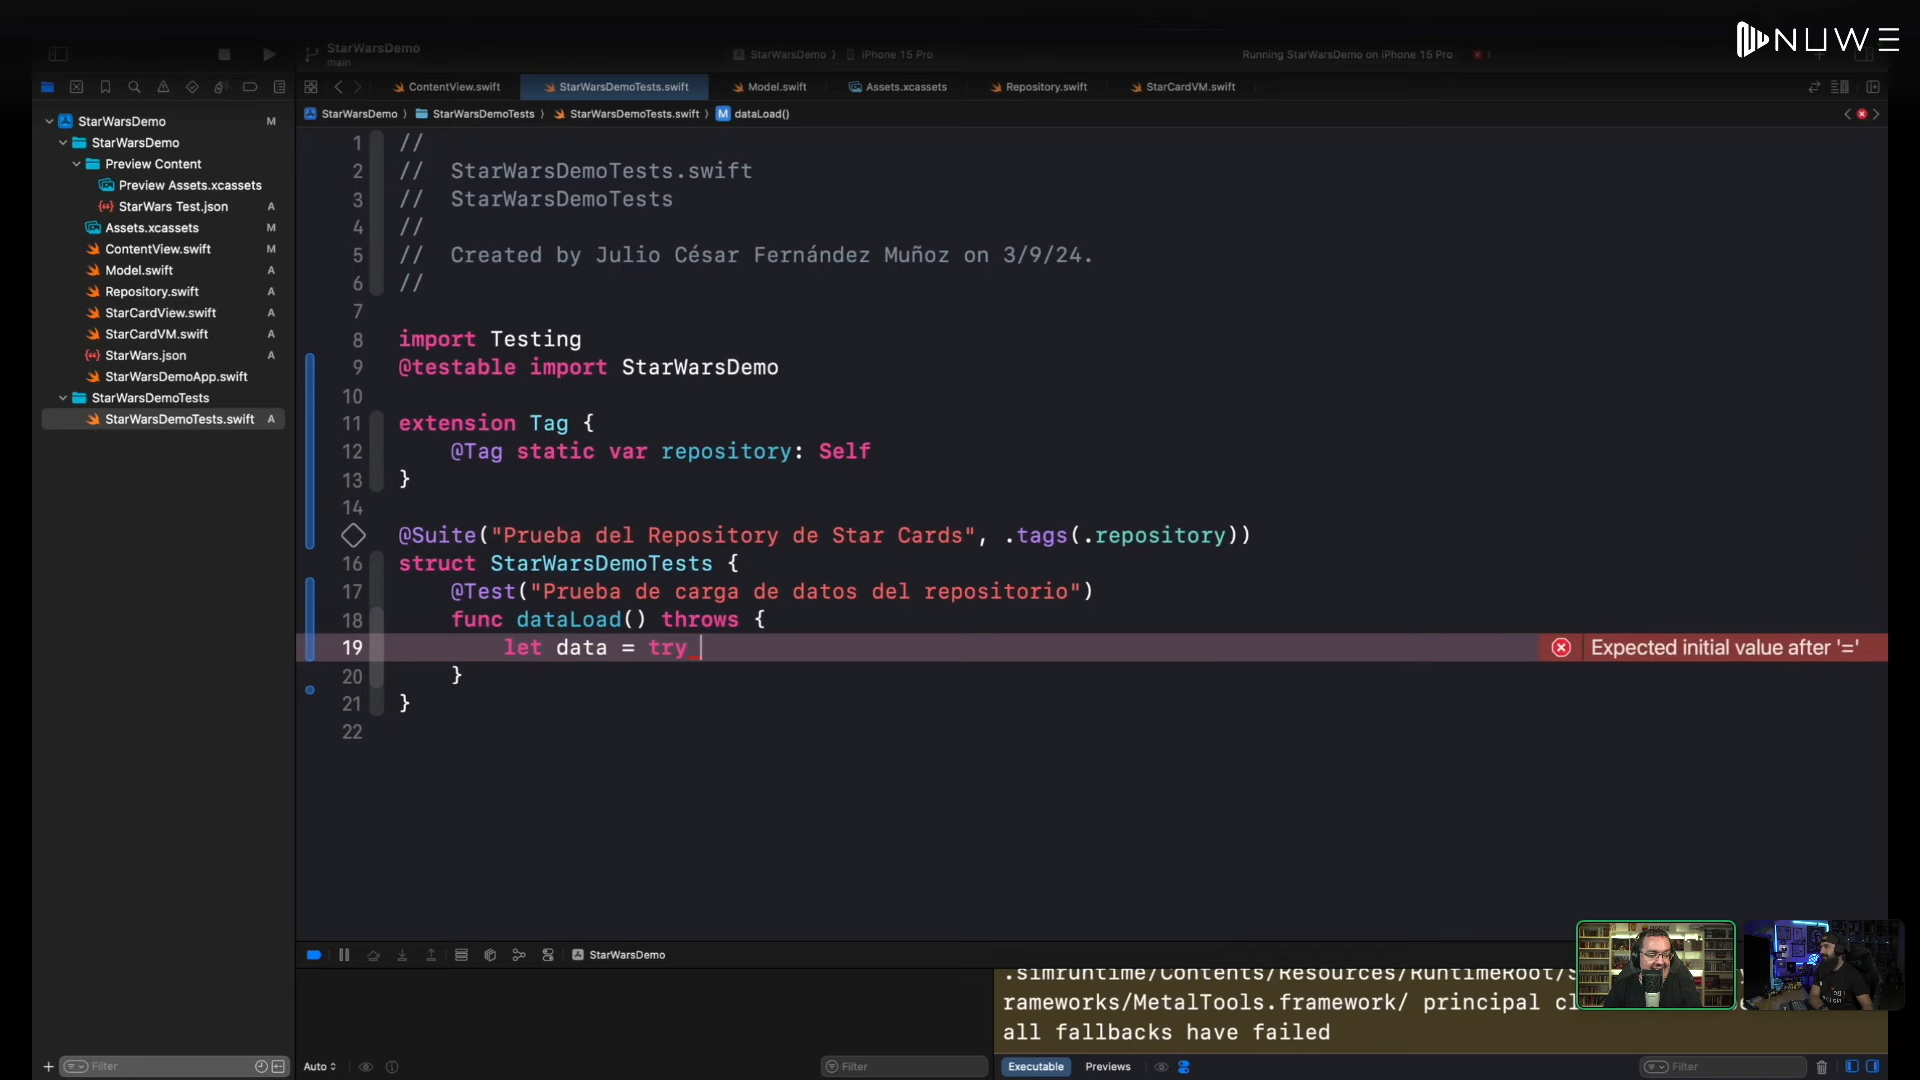 NUWE
StarWarsDemo
main
StarWarsDemo
iPhone 15 Pro
Running StarWarsDemo on iPhone 15 Pro
1
ContentView.swift
StarWarsDemoTests.swift
Model.swift
Assets.xcassets
Repository.swift
StarCardVM.swift
StarWarsDemo
StarWarsDemoTests
StarWarsDemoTests.swift
M dataLoad()
StarWarsDemo M
StarWarsDemo
Preview Content
Preview Assets.xcassets
StarWars Test.json A
Assets.xcassets M
ContentView.swift M
Model.swift A
Repository.swift A
StarCardView.swift A
StarCardVM.swift A
StarWars.json A
StarWarsDemoApp.swift
StarWarsDemoTests
StarWarsDemoTests.swift A
1 //
2 //  StarWarsDemoTests.swift
3 //  StarWarsDemoTests
4 //
5 //  Created by Julio César Fernández Muñoz on 3/9/24.
6 //
7
8 import Testing
9 @testable import StarWarsDemo
10
11 extension Tag {
12     @Tag static var repository: Self
13 }
14
@Suite("Prueba del Repository de Star Cards", .tags(.repository))
16 struct StarWarsDemoTests {
17     @Test("Prueba de carga de datos del repositorio")
18     func dataLoad() throws {
19         let data = try
Expected initial value after '='
20     }
21 }
22
StarWarsDemo
.simruntime/Contents/Resources/RuntimeRoot/
rameworks/MetalTools.framework/ principal
all fallbacks have failed
Filter
Auto
Filter
Executable
Previews
Filter